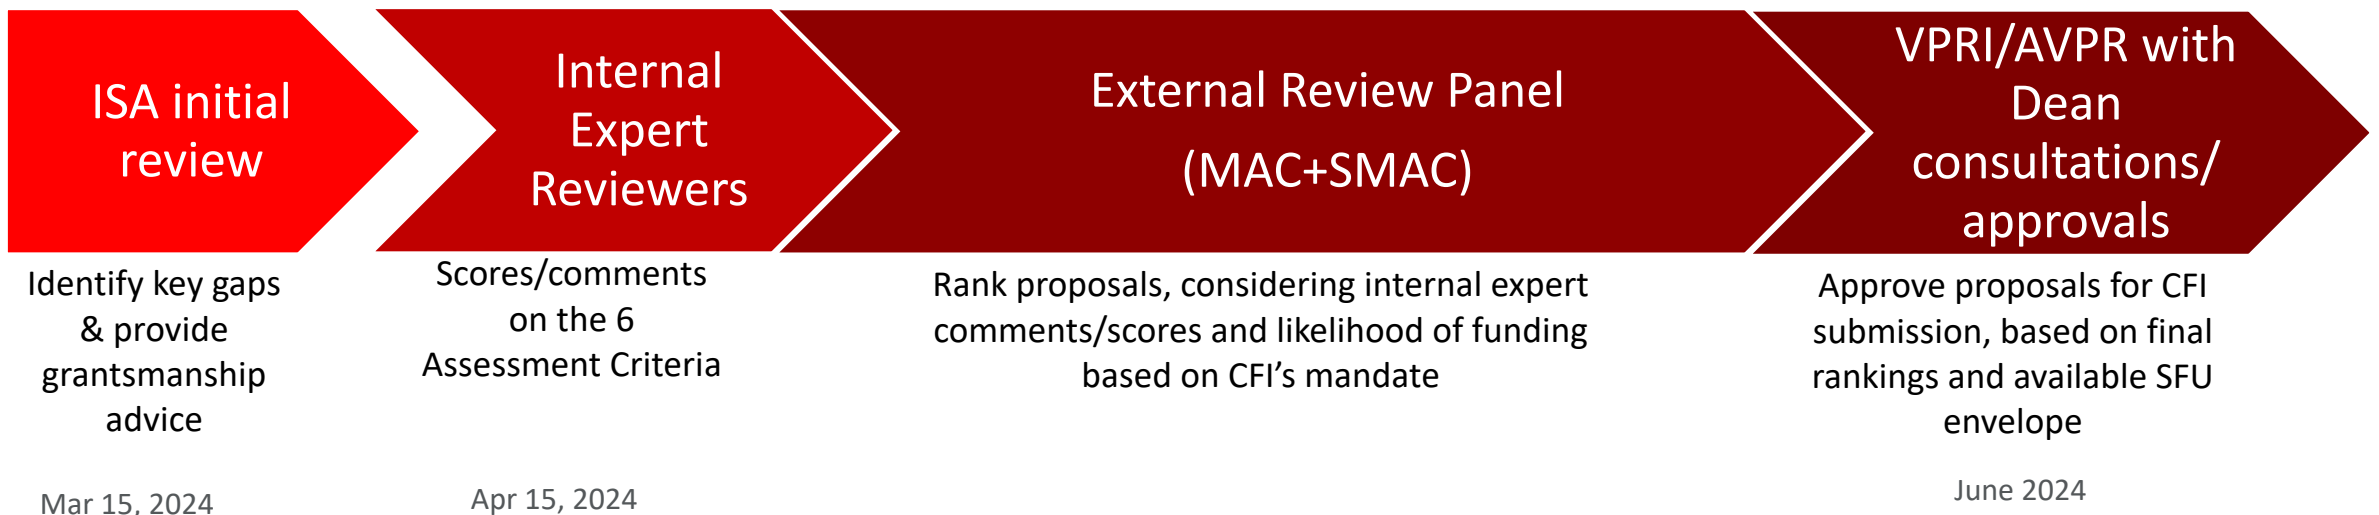 ISA initial
review
Internal
Expert
Reviewers
External Review Panel
(MAC+SMAC)
VPRI/AVPR with
Dean
consultations/
approvals
Identify key gaps
& provide
grantsmanship
advice
Scores/comments
on the 6
Assessment Criteria
Rank proposals, considering internal expert
comments/scores and likelihood of funding
based on CFI’s mandate
Approve proposals for CFI
submission, based on final
rankings and available SFU
envelope
Mar 15, 2024
Apr 15, 2024
June 2024